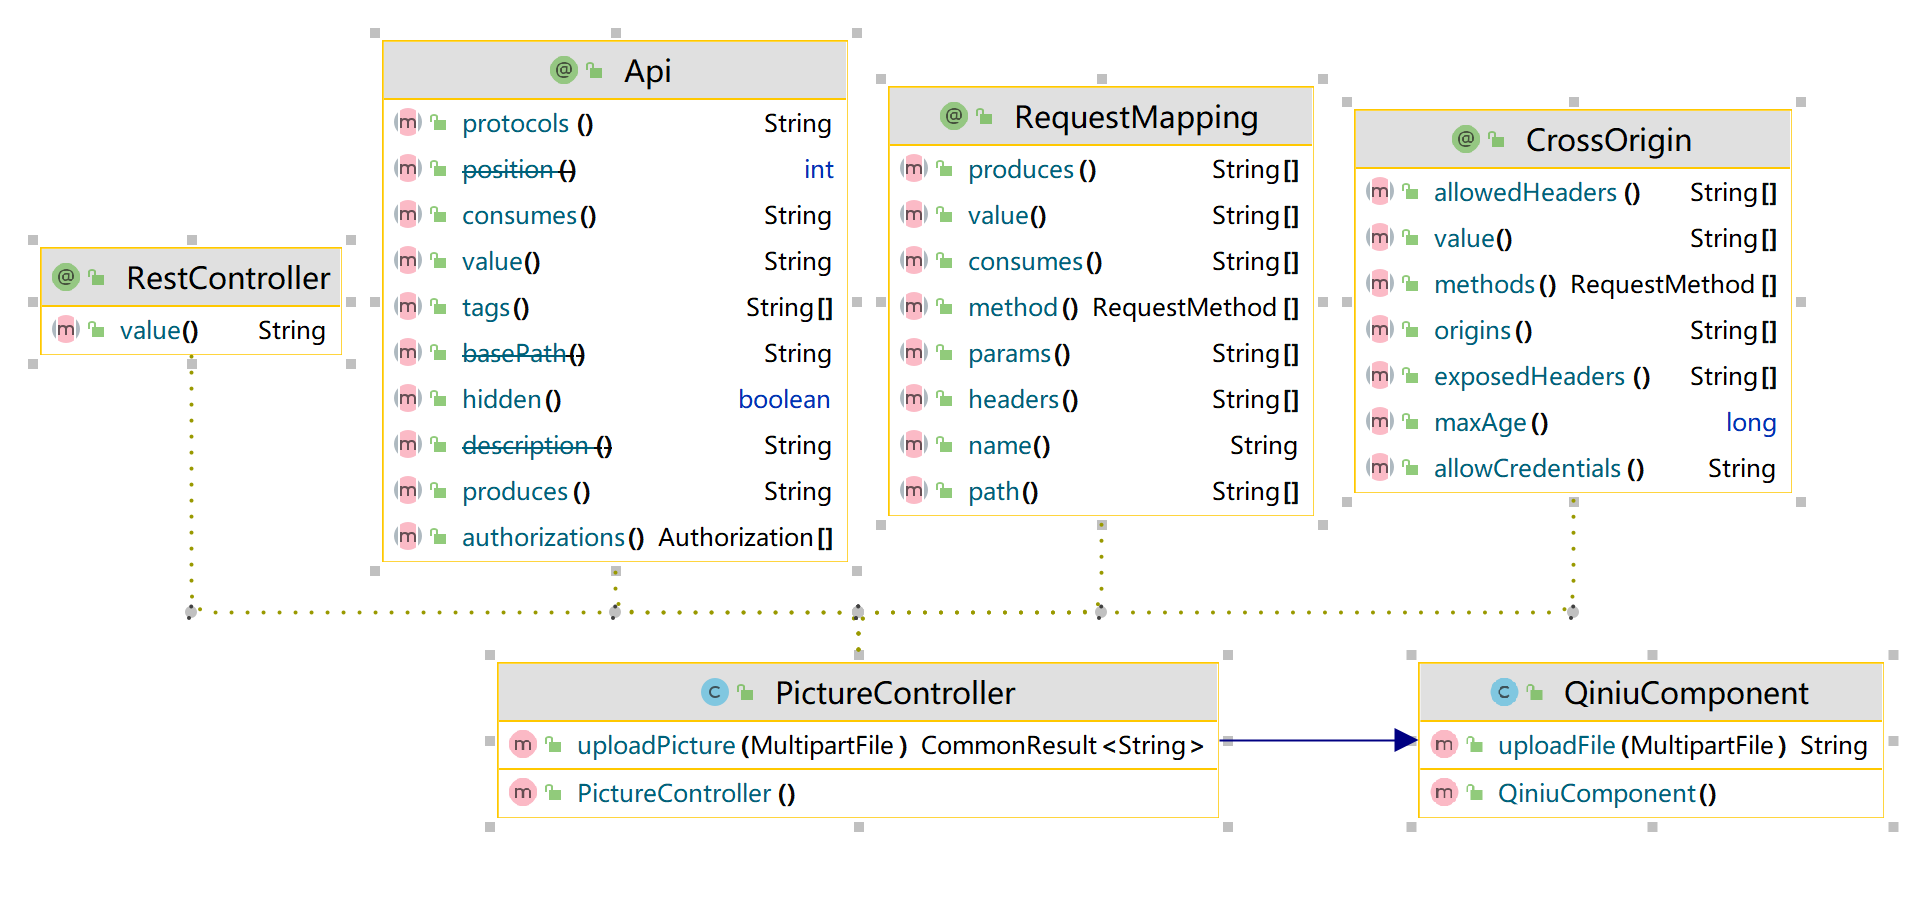 RestController
value() String
Api
protocols () String
position () int
consumes () String
value() String
tags () String[]
basePath() String
hidden () boolean
description () String
produces () String
authorizations () Authorization []
RequestMapping
produces () String[]
value() String[]
consumes () String[]
method () RequestMethod []
params () String[]
headers () String[]
name() String
path () String[]
CrossOrigin
allowedHeaders () String[]
value() String[]
methods () RequestMethod []
origins () String[]
exposedHeaders () String[]
maxAge () long
allowCredentials () String
PictureController
uploadPicture (MultipartFile ) CommonResult <String >
PictureController ()
QiniuComponent
uploadFile (MultipartFile ) String
QiniuComponent ()